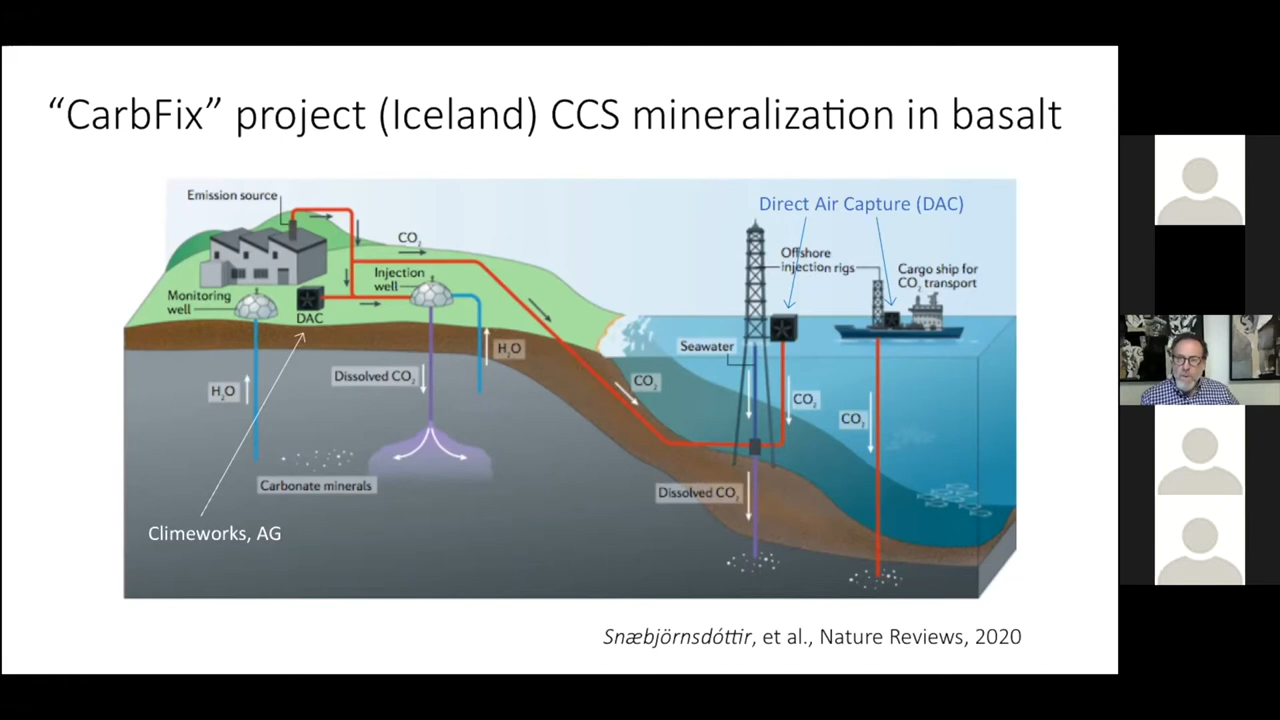 “CarbFix” project (Iceland) CCS mineralization in basalt
Emission source
Direct Air Capture (DAC)
CO₂
Offshore
injection rigs
Cargo ship for
CO₂ transport
Injection
well
Monitoring
well
DAC
Seawater
H₂O
Dissolved CO₂
CO₂
H₂O
CO₂
CO₂
Carbonate minerals
Dissolved CO₂
Climeworks, AG
Snæbjörnsdóttir, et al., Nature Reviews, 2020